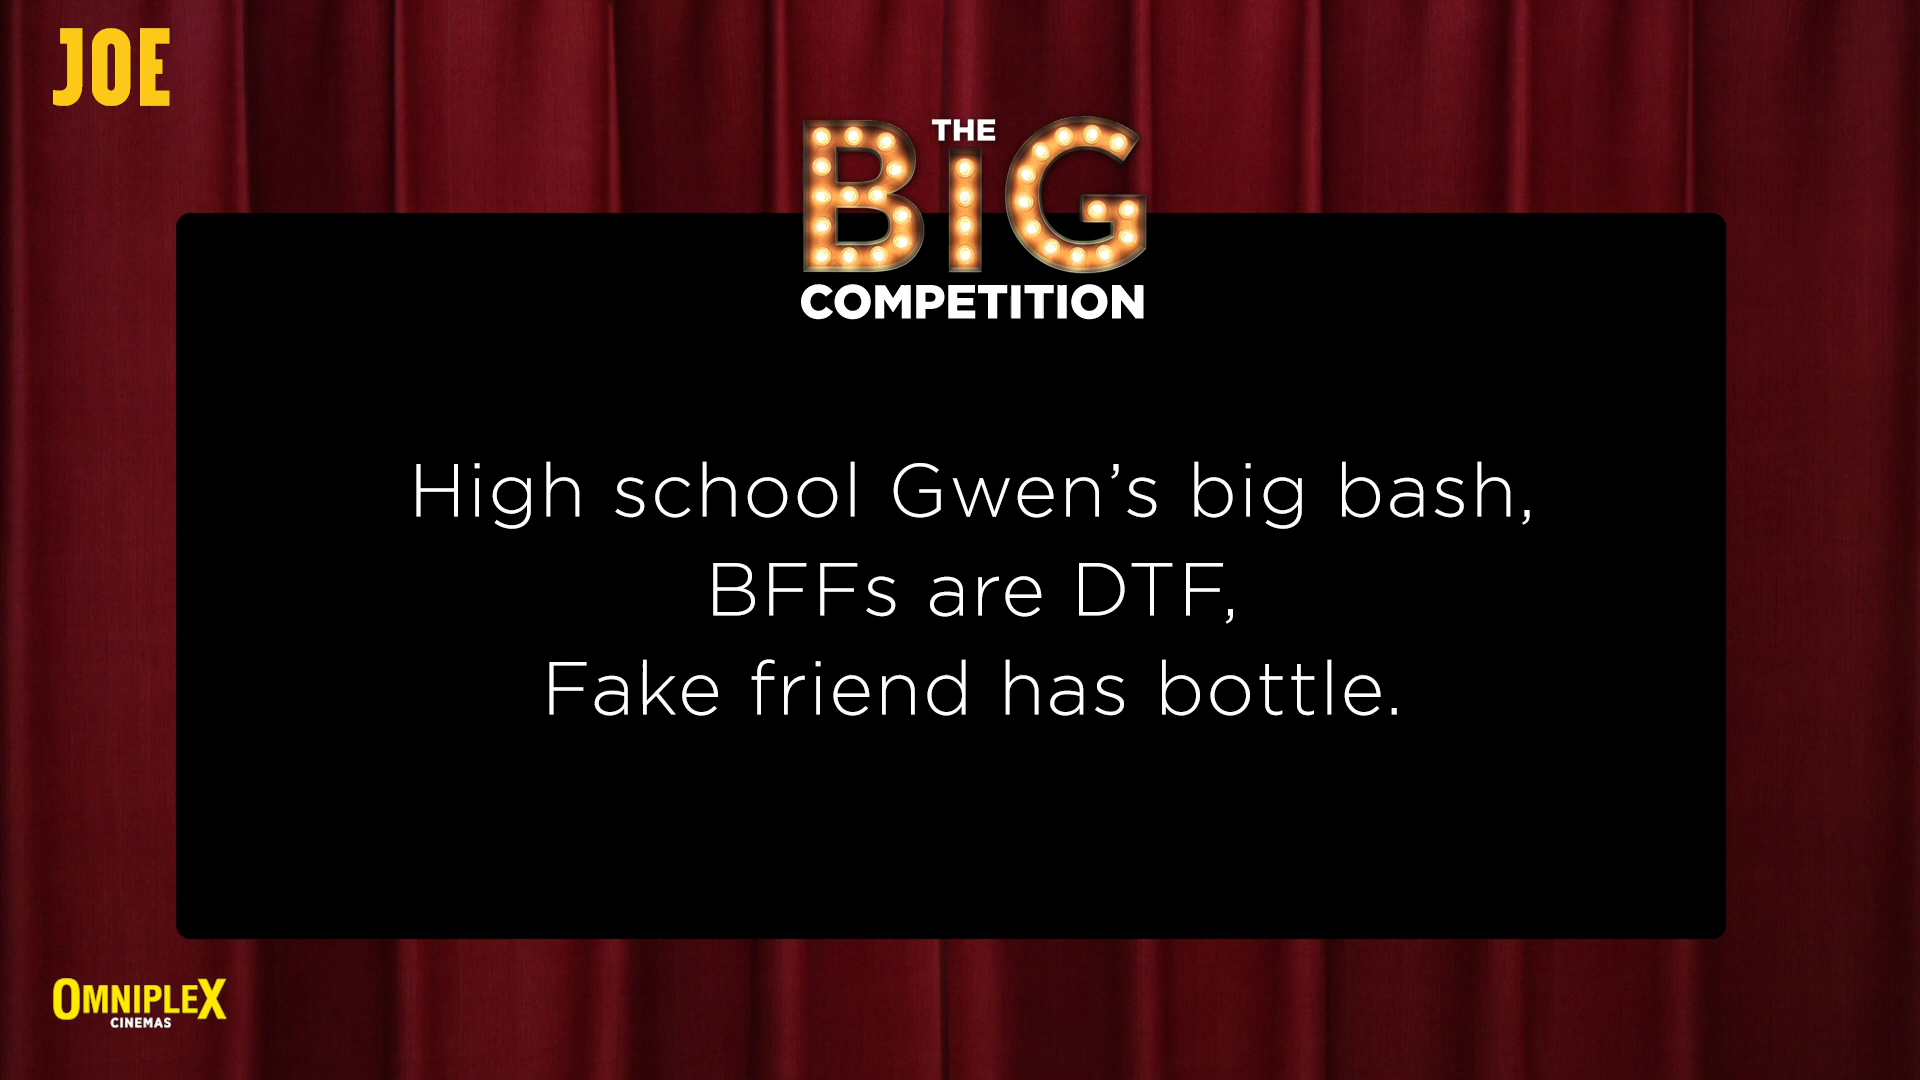 JOE
THE
BIG
COMPETITION
High school Gwen’s big bash,
BFFs are DTF,
Fake friend has bottle.
OMNIPLEX
CINEMAS